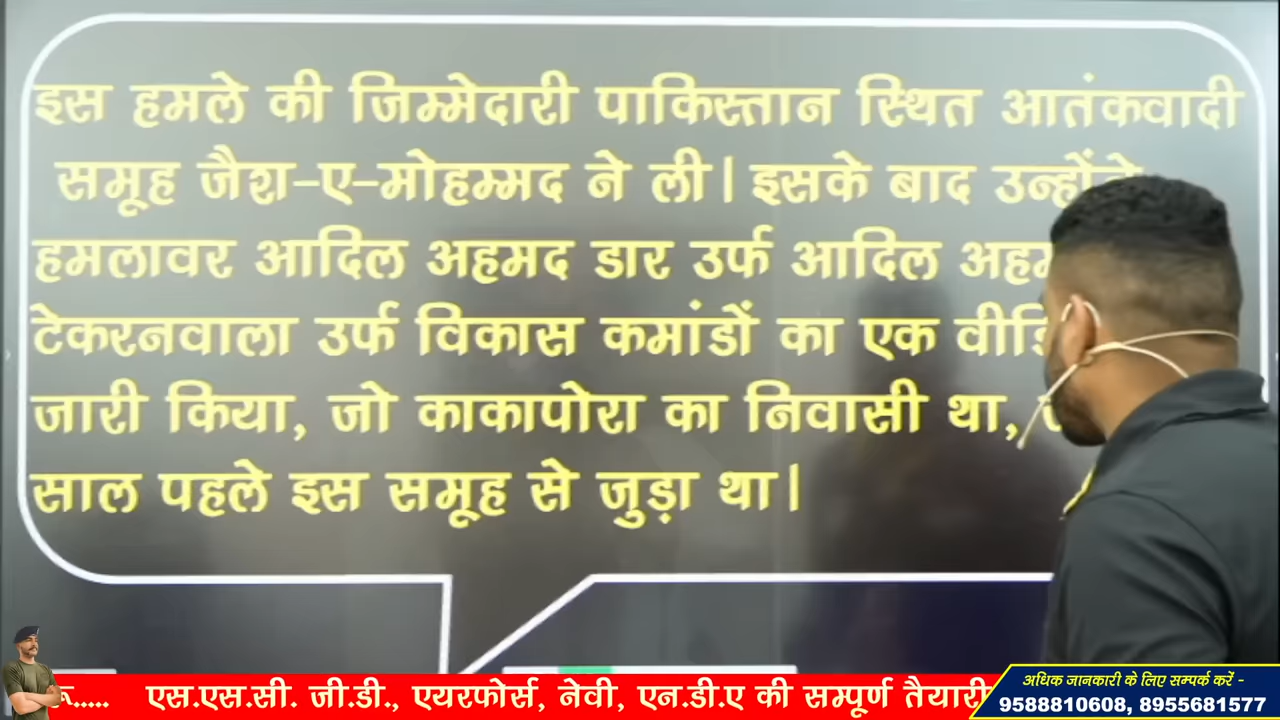 इस हमले की जिम्मेदारी पाकिस्तान स्थित आतंकवादी
समूह जैश-ए-मोहम्मद ने ली। इसके बाद
हमलावर आदिल अहमद डार उर्फ आदिल
टेकरनवाला उर्फ विकास कमांडों का एक
जारी किया, जो काकापोरा का निवासी था,
साल पहले इस समूह से जुड़ा था।
एस.एस.सी. जी.डी., एयरफोर्स, नेवी, एन.डी.ए की सम्पूर्ण तैयारी
अधिक जानकारी के लिए सम्पर्क करें -
9588810608, 8955681577